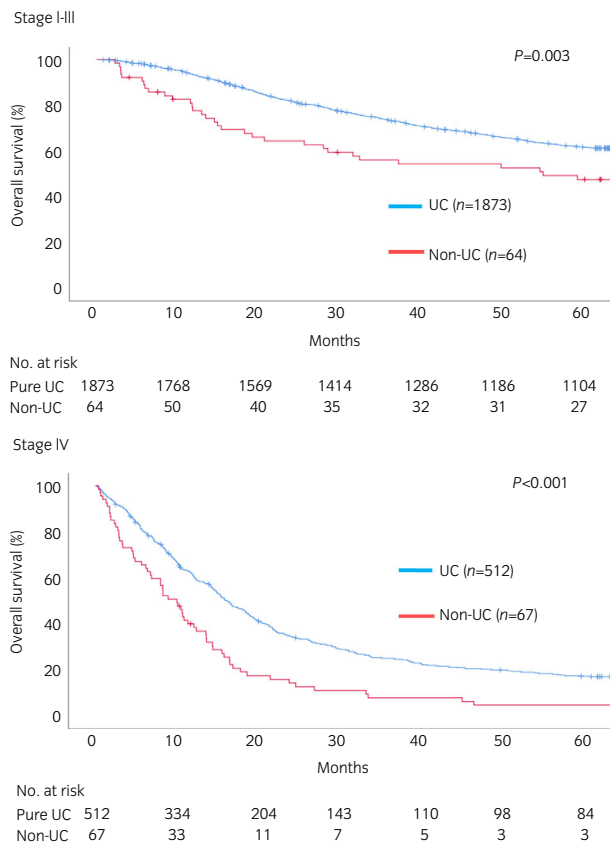 Stage I-III
100
80
60
40
20
0
Overall survival (%)
P=0.003
UC (n=1873)
Non-UC (n=64)
0 10 20 30 40 50 60
Months
No. at risk
Pure UC 1873 1768 1569 1414 1286 1186 1104
Non-UC 64 50 40 35 32 31 27
Stage IV
100
80
60
40
20
0
Overall survival (%)
P<0.001
UC (n=512)
Non-UC (n=67)
0 10 20 30 40 50 60
Months
No. at risk
Pure UC 512 334 204 143 110 98 84
Non-UC 67 33 11 7 5 3 3